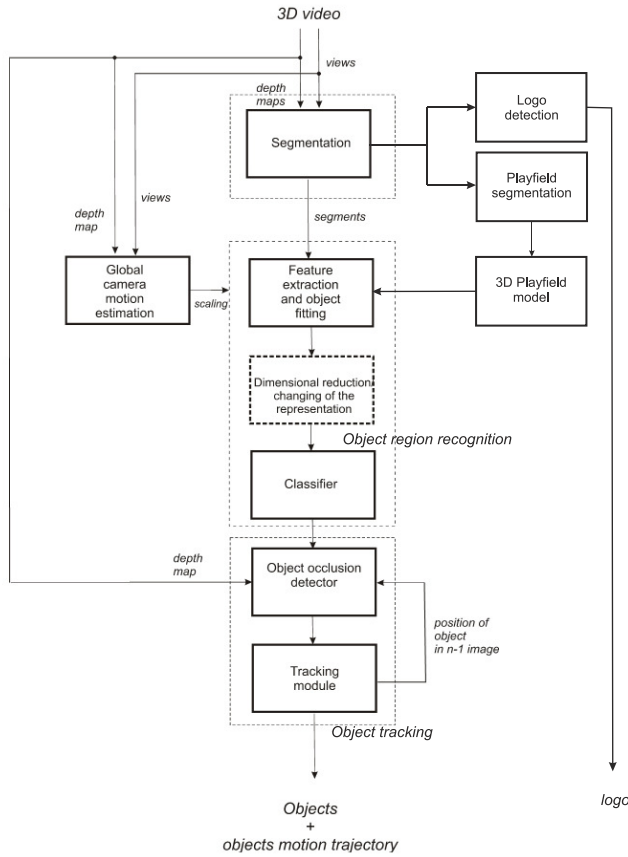 3D video
views
depth
maps
Logo
detection
Segmentation
Playfield
segmentation
segments
depth
map
views
Global
camera
motion
estimation
scaling
Feature
extraction
and object
fitting
3D Playfield
model
Dimensional reduction
changing of the
representation
Object region recognition
Classifier
depth
map
Object occlusion
detector
position of
object
in n-1 image
Tracking
module
Object tracking
Objects
+
objects motion trajectory
logo